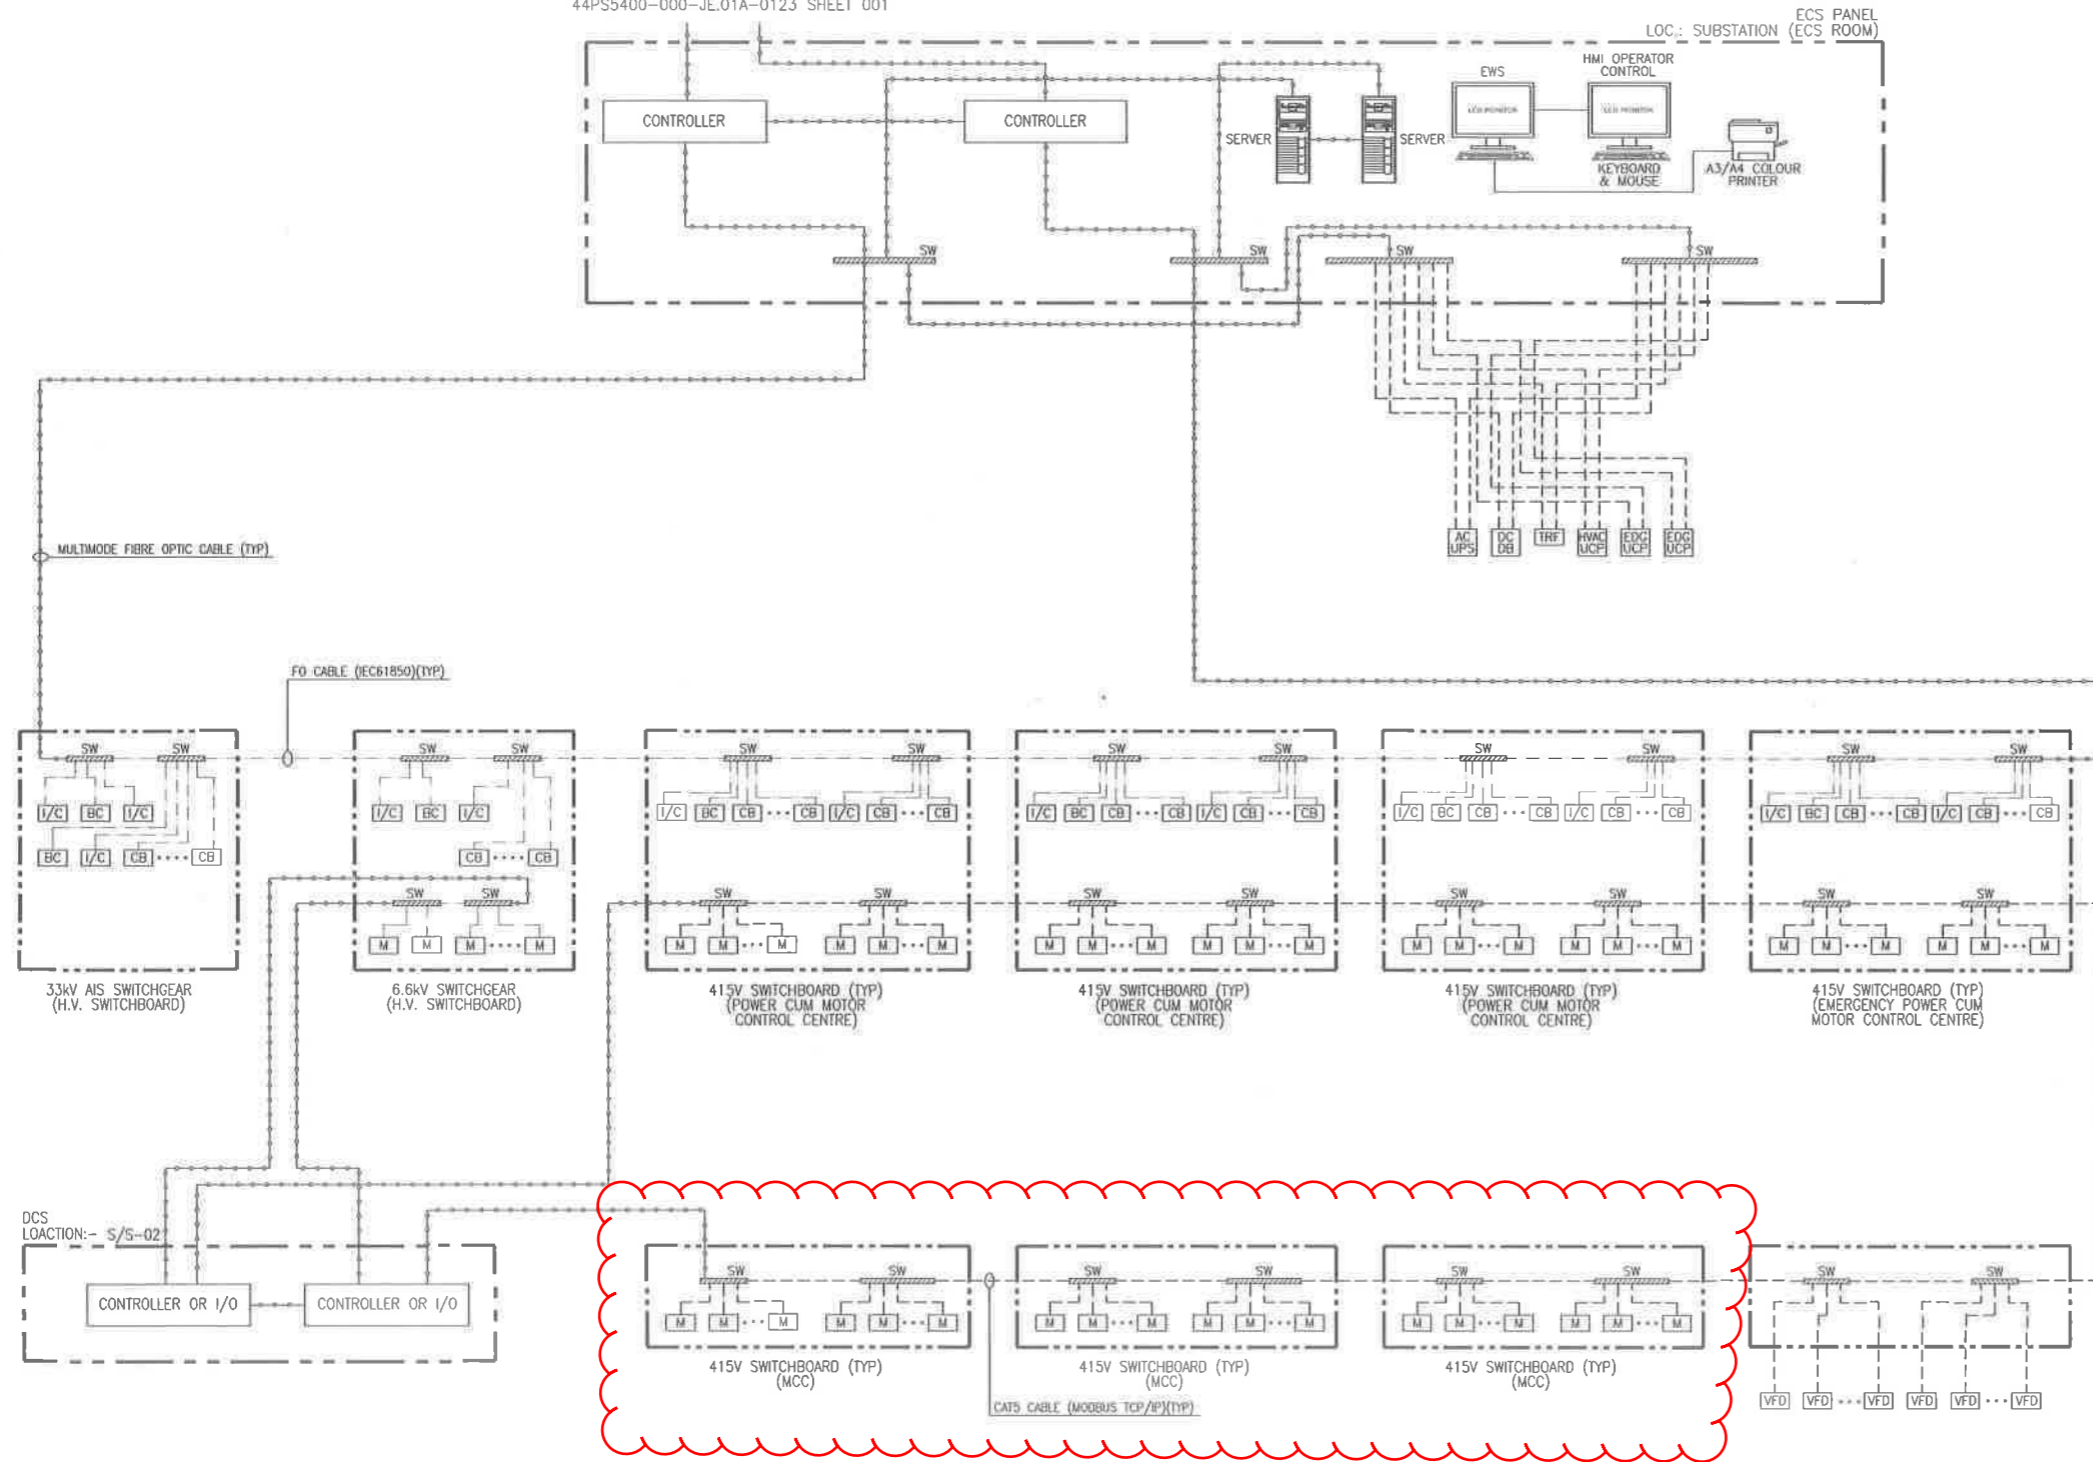 44PS5400-000-JE.01A-0123 SHEET 001
ECS PANEL
LOC.: SUBSTATION (ECS ROOM)
CONTROLLER
CONTROLLER
SERVER
SERVER
EWS
LCD MONITOR
HMI OPERATOR
CONTROL
LCD MONITOR
KEYBOARD
& MOUSE
A3/A4 COLOUR
PRINTER
SW
SW
SW
SW
AC
UPS
DC
DB
TRF
HVAC
UCP
EDG
UCP
EDG
UCP
MULTIMODE FIBRE OPTIC CABLE (TYP)
FO CABLE (IEC61850)(TYP)
SW SW
I/C BC I/C
BC I/C CB .... CB
33kV AIS SWITCHGEAR
(H.V. SWITCHBOARD)
SW SW
I/C BC I/C
CB .... CB
SW SW
M M M .... M
6.6kV SWITCHGEAR
(H.V. SWITCHBOARD)
SW SW
I/C BC CB ... CB I/C CB ... CB
SW SW
M M ... M M M ... M
415V SWITCHBOARD (TYP)
(POWER CUM MOTOR
CONTROL CENTRE)
SW SW
I/C BC CB ... CB I/C CB ... CB
SW SW
M M ... M M M ... M
415V SWITCHBOARD (TYP)
(POWER CUM MOTOR
CONTROL CENTRE)
SW SW
I/C BC CB ... CB I/C CB ... CB
SW SW
M M ... M M M ... M
415V SWITCHBOARD (TYP)
(POWER CUM MOTOR
CONTROL CENTRE)
SW SW
I/C BC CB ... CB I/C CB ... CB
SW SW
M M ... M M M ... M
415V SWITCHBOARD (TYP)
(EMERGENCY POWER CUM
MOTOR CONTROL CENTRE)
DCS
LOACTION:- S/S-02
CONTROLLER OR I/O
CONTROLLER OR I/O
SW SW
M M ... M M M ... M
415V SWITCHBOARD (TYP)
(MCC)
SW SW
M M ... M M M ... M
415V SWITCHBOARD (TYP)
(MCC)
SW SW
M M ... M M M ... M
415V SWITCHBOARD (TYP)
(MCC)
CAT5 CABLE (MODBUS TCP/IP)(TYP)
SW SW
VFD VFD ... VFD VFD VFD ... VFD